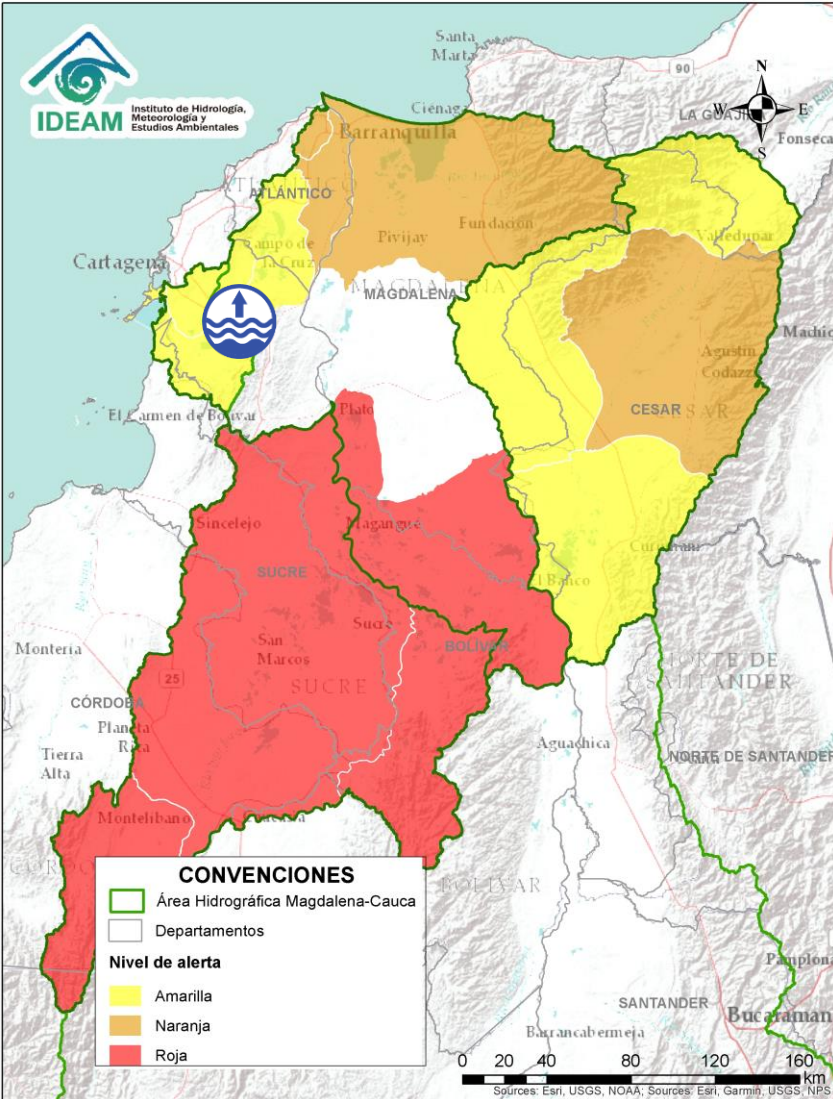 IDEAM
Instituto de Hidrología,
Meteorología y
Estudios Ambientales
Santa
Marta
90
N
W
E
S
LA GUAJIRA
Ciénaga
Fonseca
Barranquilla
ATLÁNTICO
ATLÁNTICO
Fundación
Pivijay
Valledupar
Campo de
la Cruz
Cartagena
MAGDALENA
MAGDALENA
Agustín
Codazzi
CESAR
CESAR
El Carmen de Bolívar
Plato
Sincelejo
Magangué
SUCRE
El Banco
Sucre
San
Marcos
BOLÍVAR
Montería
25
SUCRE
NORTE DE
SANTANDER
CÓRDOBA
Planeta
Rica
Tierra
Alta
Aguachica
NORTE DE SANTANDER
Montelíbano
BOLÍVAR
Pamplona
SANTANDER
Bucaraman
Barrancabermeja
CONVENCIONES
Área Hidrográfica Magdalena-Cauca
Departamentos
Nivel de alerta
Amarilla
Naranja
Roja
0 20 40 80 120 160
km
Sources: Esri, USGS, NOAA; Sources: Esri, Garmin, USGS, NPS